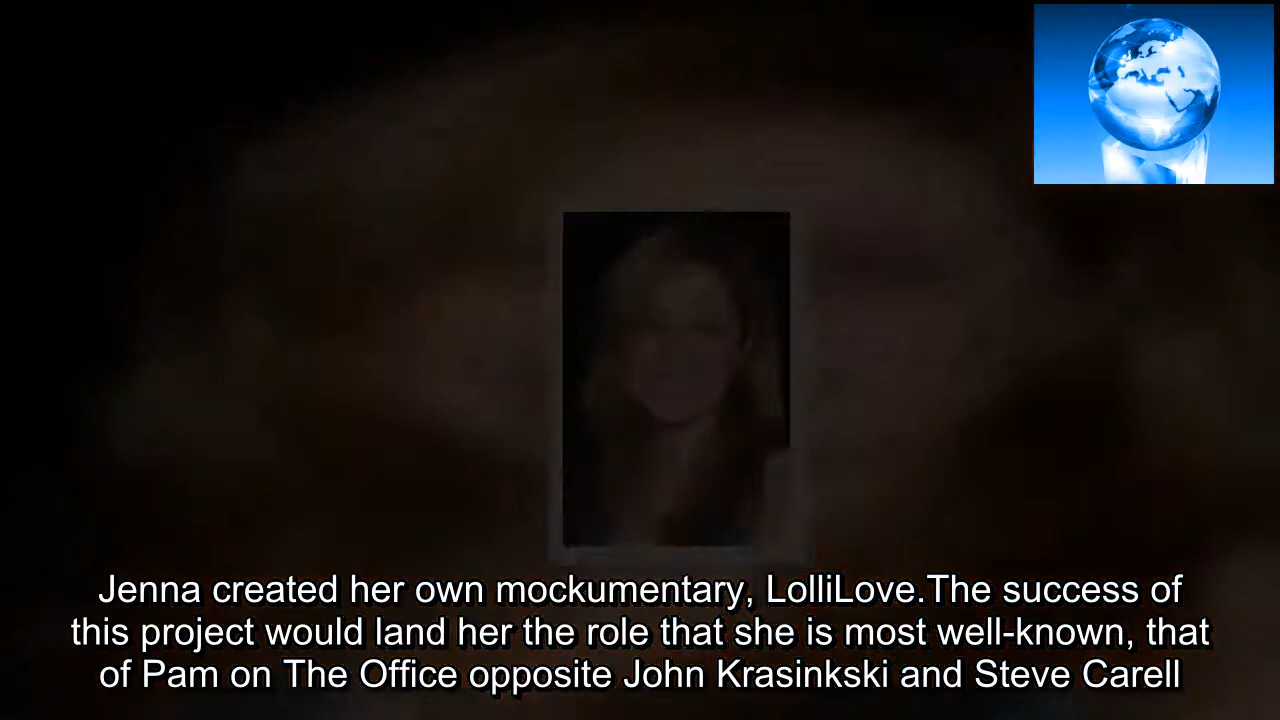 Jenna created her own mockumentary, LolliLove.The success of
this project would land her the role that she is most well-known, that
of Pam on The Office opposite John Krasinkski and Steve Carell